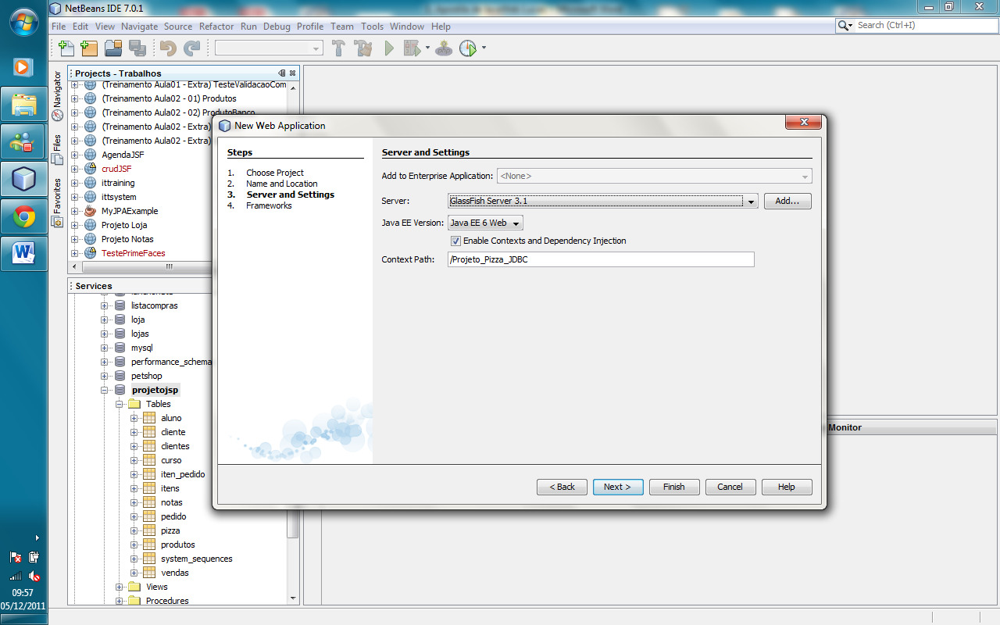 NetBeans IDE 7.0.1
File Edit View Navigate Source Refactor Run Debug Profile Team Tools Window Help
Search (Ctrl+I)
Navigator
Files
Favorites
Projects - Trabalhos
(Treinamento Aula01 - Extra) TesteValidacaoCom
(Treinamento Aula02 - 01) Produtos
(Treinamento Aula02 - 02) ProdutoBanco
(Treinamento Aula02 - Extra)
(Treinamento Aula02 - Extra)
AgendaJSF
crudJSF
ittraining
ittsystem
MyJPAExample
Projeto Loja
Projeto Notas
TestePrimeFaces
Services
listacompras
loja
lojas
mysql
performance_schema
petshop
projetojsp
Tables
aluno
cliente
clientes
curso
iten_pedido
itens
notas
pedido
pizza
produtos
system_sequences
vendas
Views
Procedures
New Web Application
Steps
1. Choose Project
2. Name and Location
3. Server and Settings
4. Frameworks
Server and Settings
Add to Enterprise Application: <None>
Server: GlassFish Server 3.1 Add...
Java EE Version: Java EE 6 Web
Enable Contexts and Dependency Injection
Context Path: /Projeto_Pizza_JDBC
< Back Next > Finish Cancel Help
Monitor
09:57
05/12/2011